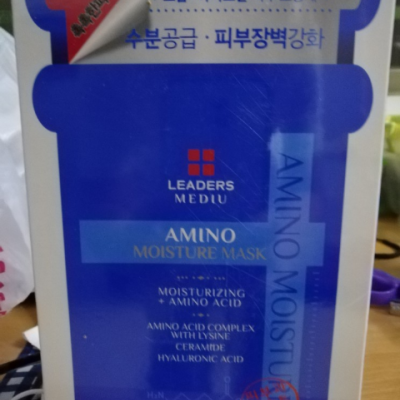 수분공급 · 피부장벽강화
LEADERS
MEDIU
AMINO
MOISTURE MASK
MOISTURIZING
+ AMINO ACID
AMINO ACID COMPLEX
WITH LYSINE
CERAMIDE
HYALURONIC ACID
AMINO MOISTU
H₂N